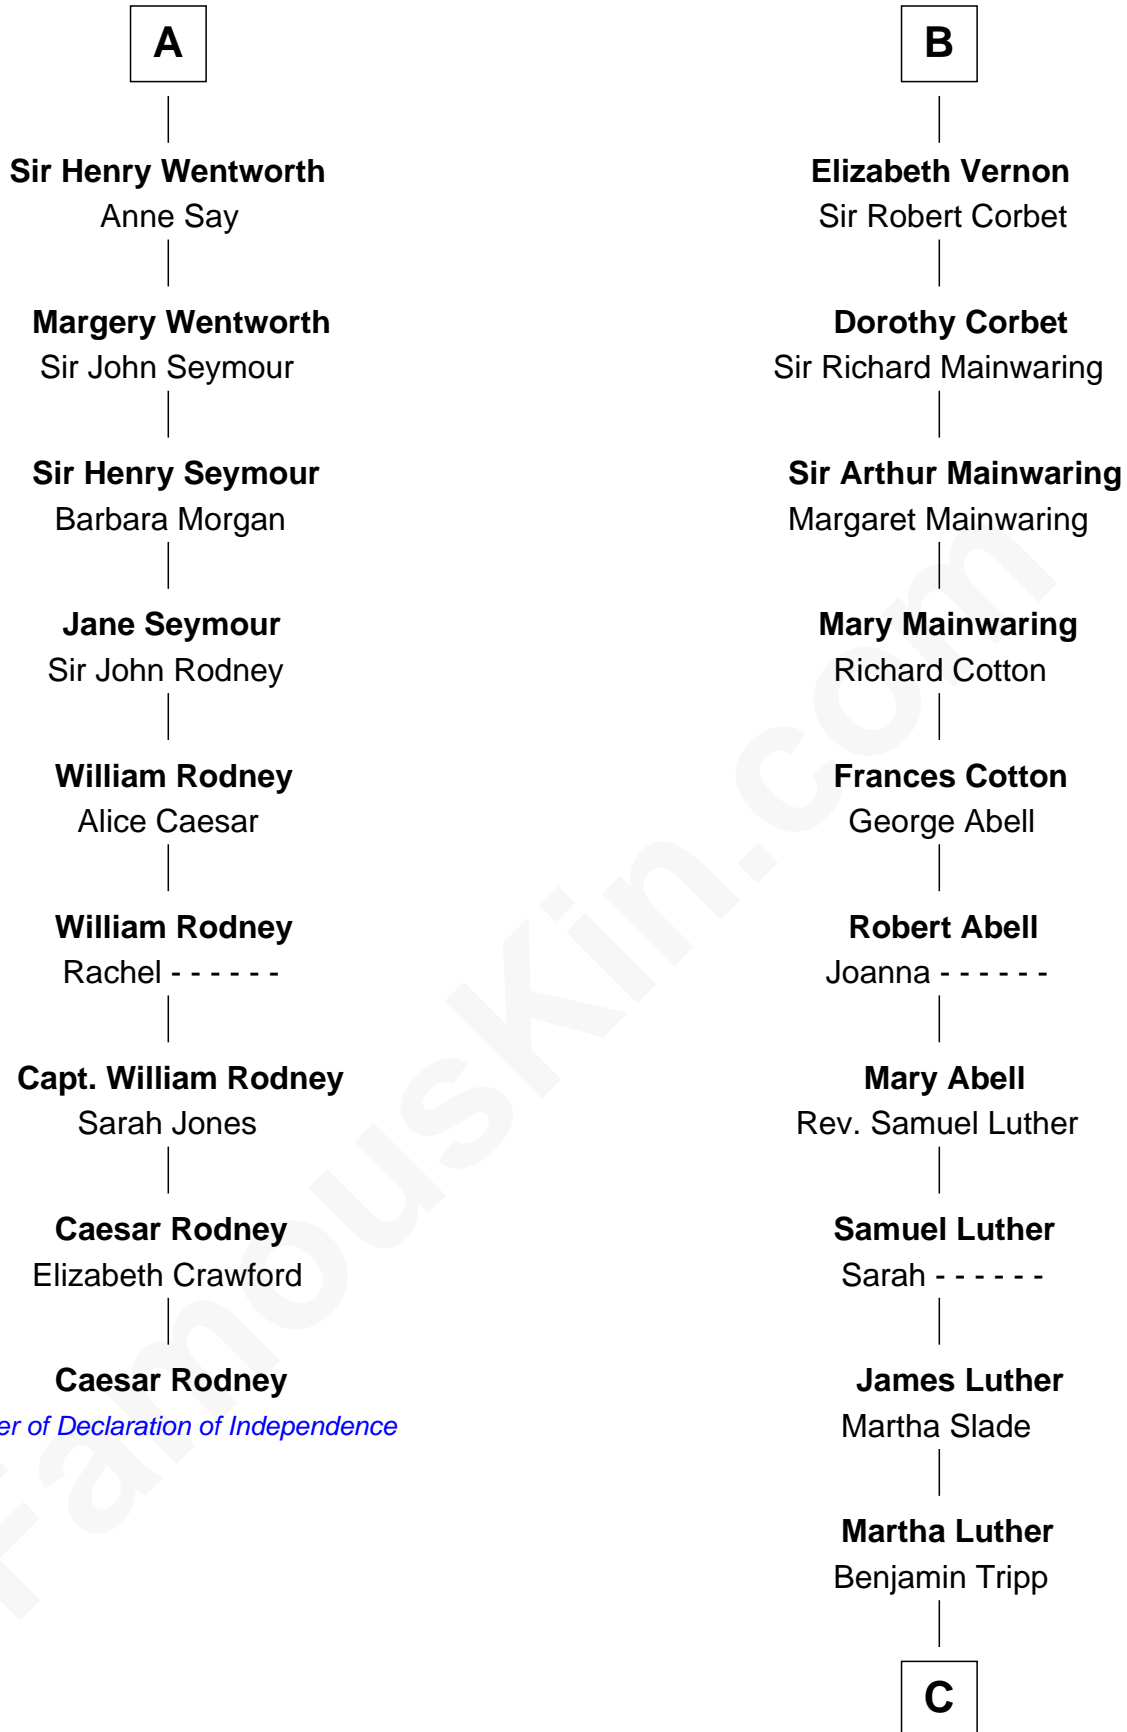 A
Sir Henry Wentworth
Anne Say
Margery Wentworth
Sir John Seymour
Sir Henry Seymour
Barbara Morgan
Jane Seymour
Sir John Rodney
William Rodney
Alice Caesar
William Rodney
Rachel - - - - - -
Capt. William Rodney
Sarah Jones
Caesar Rodney
Elizabeth Crawford
Caesar Rodney
er of Declaration of Independence
B
Elizabeth Vernon
Sir Robert Corbet
Dorothy Corbet
Sir Richard Mainwaring
Sir Arthur Mainwaring
Margaret Mainwaring
Mary Mainwaring
Richard Cotton
Frances Cotton
George Abell
Robert Abell
Joanna - - - - - -
Mary Abell
Rev. Samuel Luther
Samuel Luther
Sarah - - - - - -
James Luther
Martha Slade
Martha Luther
Benjamin Tripp
C
FamousKin.com